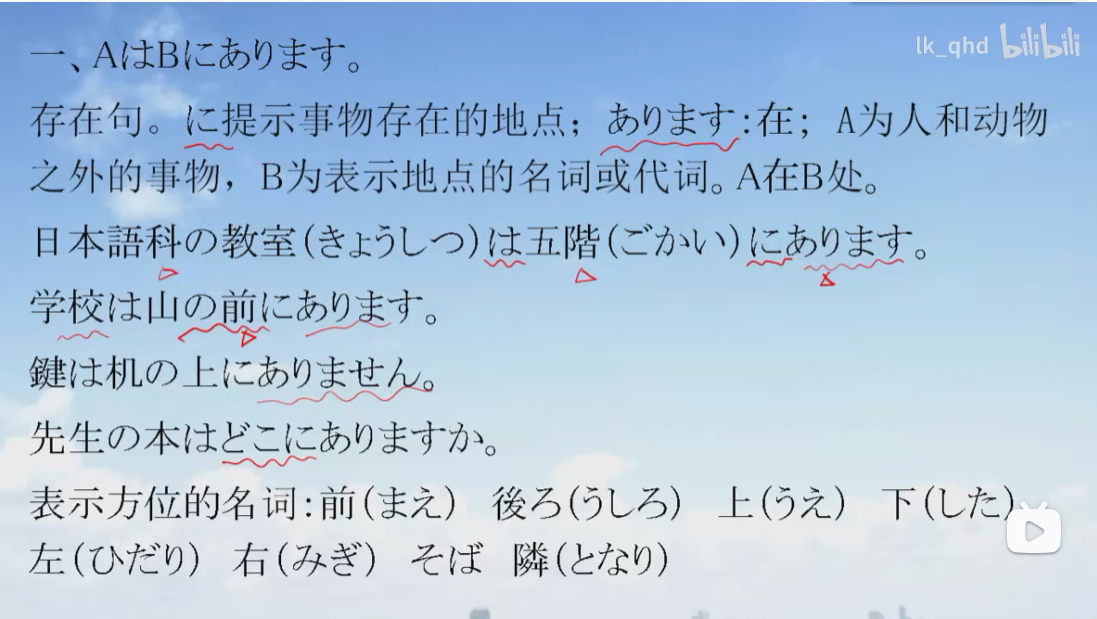 lk_qhd bilibili
一、AはBにあります。
存在句。に提示事物存在的地点；あります:在；A为人和动物
之外的事物，B为表示地点的名词或代词。A在B处。
日本語科の教室(きょうしつ)は五階(ごかい)にあります。
学校は山の前にあります。
鍵は机の上にありません。
先生の本はどこにありますか。
表示方位的名词:前(まえ) 後ろ(うしろ) 上(うえ) 下(した)
左(ひだり) 右(みぎ) そば 隣(となり)